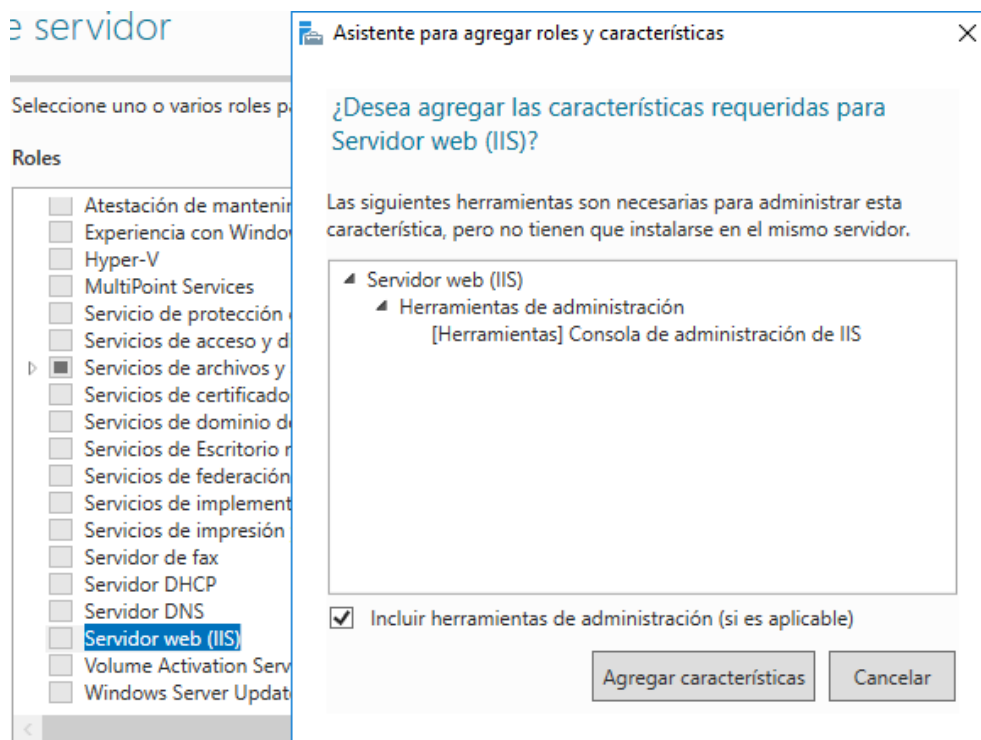 e servidor
Seleccione uno o varios roles pa
Roles
Atestación de mantenir
Experiencia con Windo
Hyper-V
MultiPoint Services
Servicio de protección
Servicios de acceso y d
Servicios de archivos y
Servicios de certificado
Servicios de dominio de
Servicios de Escritorio r
Servicios de federación
Servicios de implement
Servicios de impresión
Servidor de fax
Servidor DHCP
Servidor DNS
Servidor web (IIS)
Volume Activation Serv
Windows Server Updat
Asistente para agregar roles y características
¿Desea agregar las características requeridas para
Servidor web (IIS)?
Las siguientes herramientas son necesarias para administrar esta
característica, pero no tienen que instalarse en el mismo servidor.
Servidor web (IIS)
Herramientas de administración
[Herramientas] Consola de administración de IIS
Incluir herramientas de administración (si es aplicable)
Agregar características
Cancelar